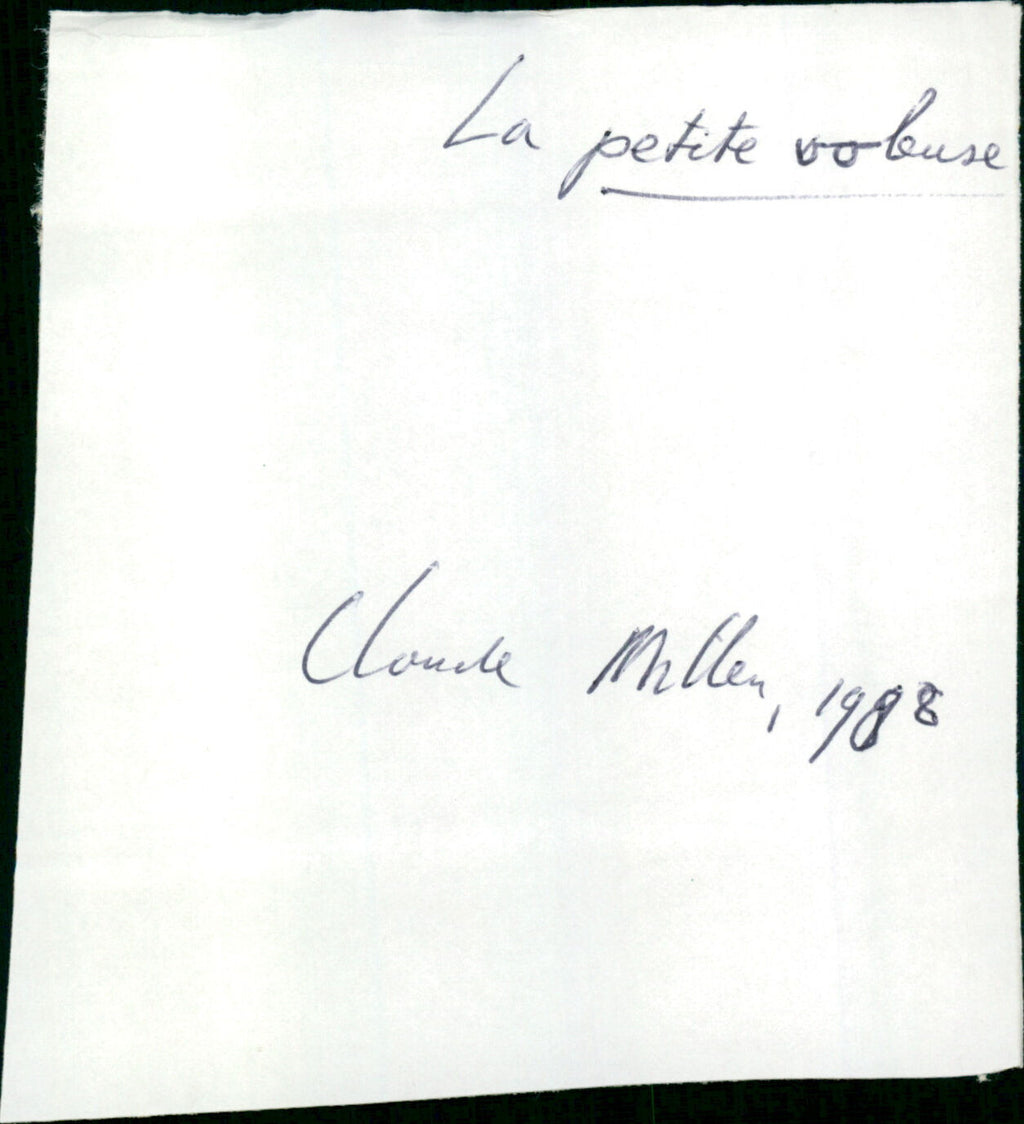 La petite voleuse
Claude Miller, 1988